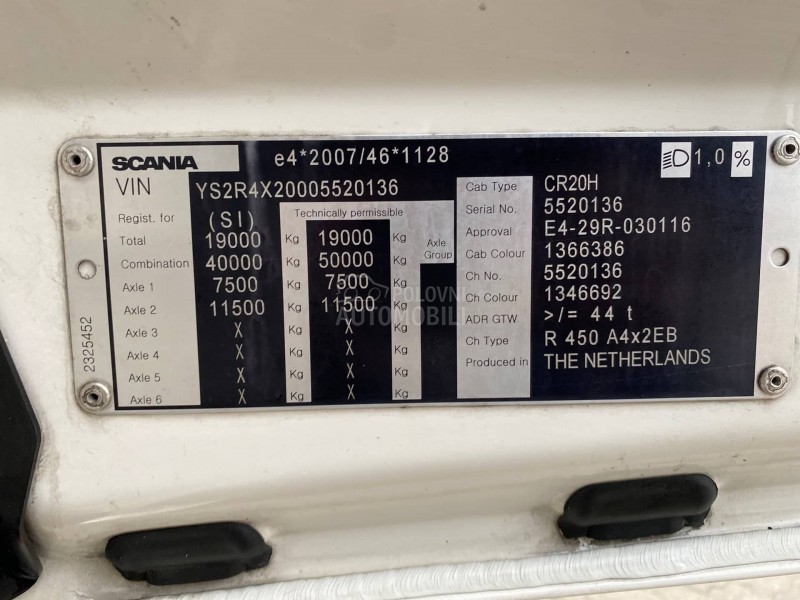 SCANIA e4*2007/46*1128 1,0 %
VIN YS2R4X20005520136
Regist. for (SI) Technically permissible
Total 19000 Kg 19000 Kg Axle Group
Combination 40000 Kg 50000 Kg
Axle 1 7500 Kg 7500 Kg
Axle 2 11500 Kg 11500 Kg
Axle 3 X Kg X Kg
Axle 4 X Kg X Kg
Axle 5 X Kg X Kg
Axle 6 X Kg X Kg
Cab Type CR20H
Serial No. 5520136
Approval E4-29R-030116
Cab Colour 1366386
Ch No. 5520136
Ch Colour 1346692
ADR GTW >/= 44 t
Ch Type R 450 A4x2EB
Produced in THE NETHERLANDS
2325452
POLOVNI
AUTOMOBILI